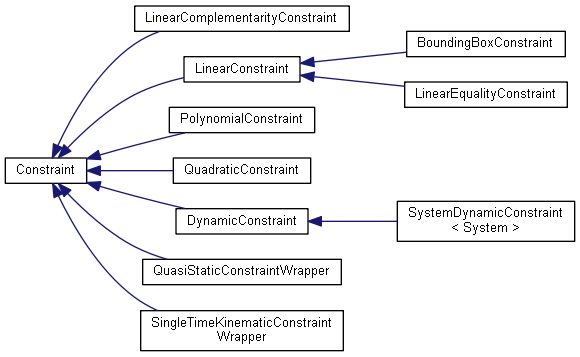 LinearComplementarityConstraint
BoundingBoxConstraint
LinearConstraint
LinearEqualityConstraint
PolynomialConstraint
Constraint
QuadraticConstraint
DynamicConstraint
SystemDynamicConstraint
< System >
QuasiStaticConstraintWrapper
SingleTimeKinematicConstraint
Wrapper